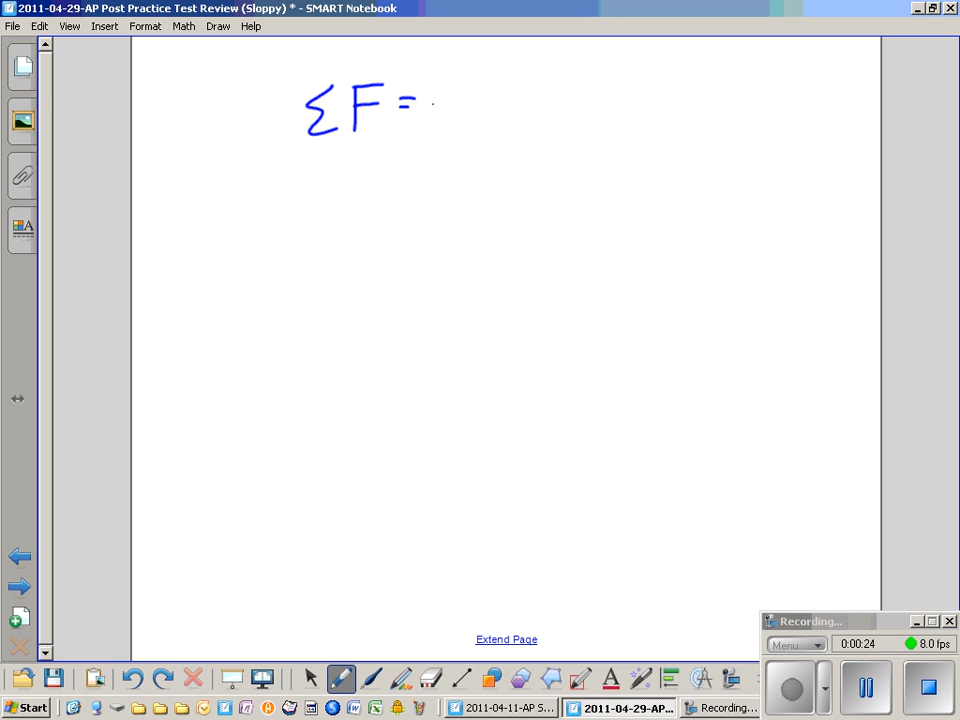 2011-04-29-AP Post Practice Test Review (Sloppy) * - SMART Notebook
File Edit View Insert Format Math Draw Help
ΣF =
Extend Page
Recording...
Menu 0:00:24 8.0 fps
Start 2011-04-11-AP S... 2011-04-29-AP... Recording...